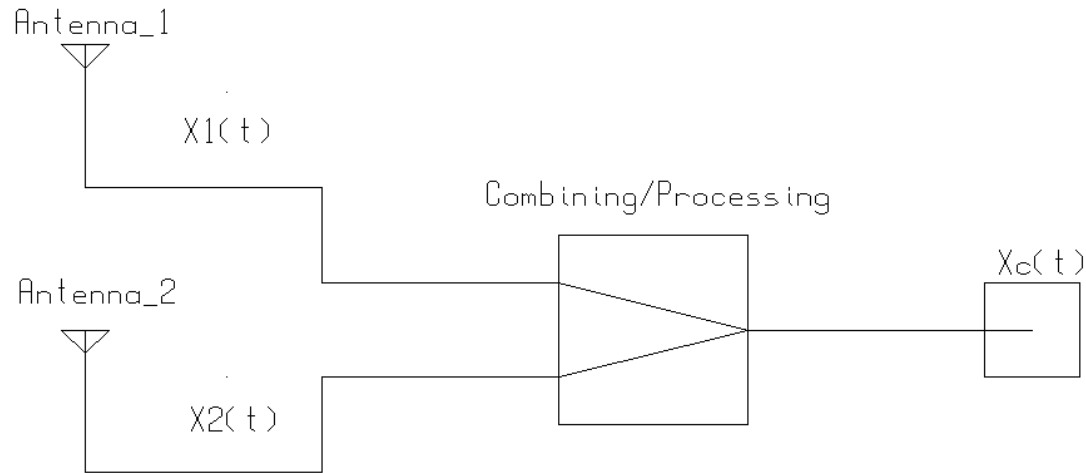 Antenna_1
X1(t)
Combining/Processing
Xc(t)
Antenna_2
X2(t)